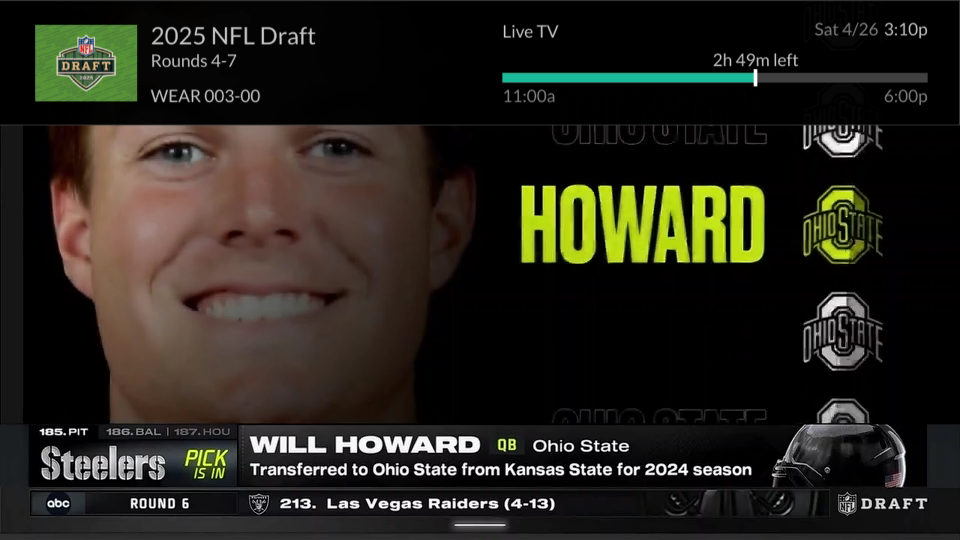 2025 NFL Draft
Rounds 4-7
WEAR 003-00
NFL
DRAFT
2025
Live TV
Sat 4/26 3:10p
2h 49m left
11:00a
6:00p
OHIO STATE
OHIO STATE
HOWARD
OHIO STATE
OHIO STATE
OHIO STATE
185.PIT 186.BAL | 187.HOU
Steelers
PICK
IS IN
WILL HOWARD QB Ohio State
Transferred to Ohio State from Kansas State for 2024 season
abc ROUND 6 213. Las Vegas Raiders (4-13) NFL DRAFT